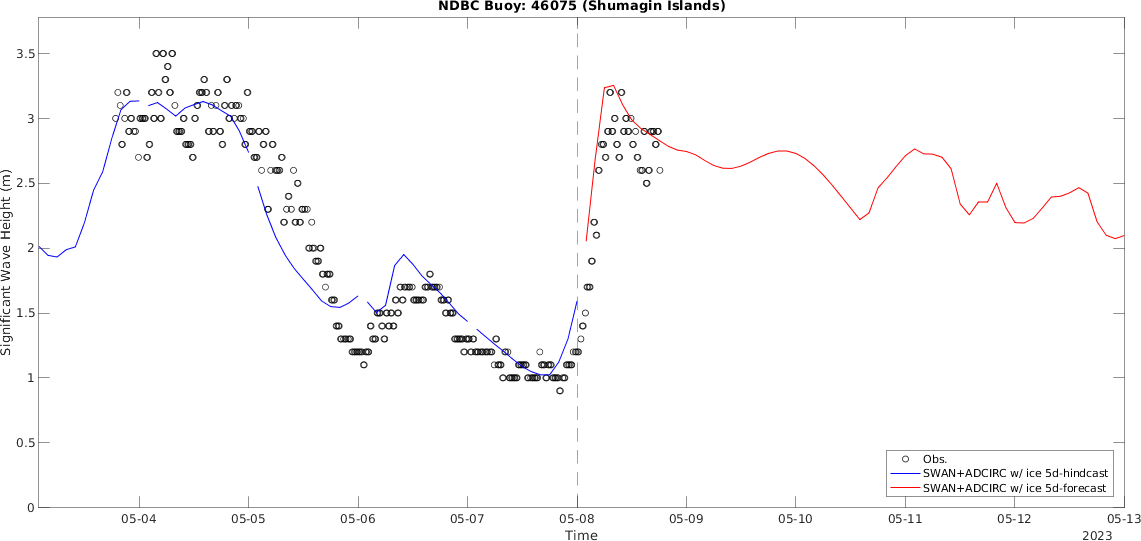 NDBC Buoy: 46075 (Shumagin Islands)
3.5
3
2.5
2
1.5
1
0.5
0
Significant Wave Height (m)
Obs.
SWAN+ADCIRC w/ ice 5d-hindcast
SWAN+ADCIRC w/ ice 5d-forecast
05-04 05-05 05-06 05-07 05-08 05-09 05-10 05-11 05-12 05-13
Time
2023